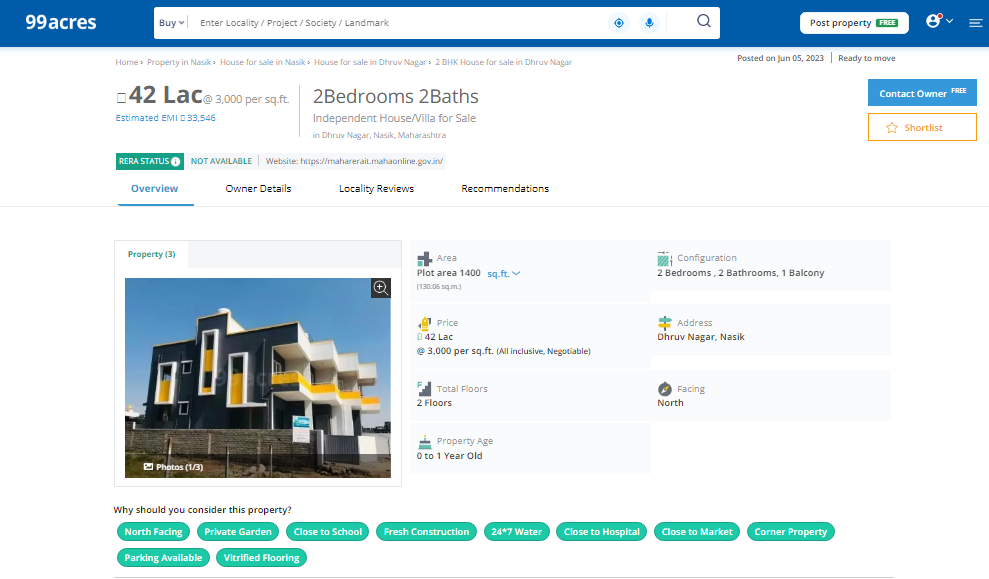 99acres
Buy Enter Locality / Project / Society / Landmark
Post property FREE
Home › Property in Nasik › House for sale in Nasik › House for sale in Dhruv Nagar › 2 BHK House for sale in Dhruv Nagar
Posted on Jun 05, 2023 | Ready to move
42 Lac @ 3,000 per sq.ft.
Estimated EMI 33,546
2Bedrooms 2Baths
Independent House/Villa for Sale
in Dhruv Nagar, Nasik, Maharashtra
Contact Owner FREE
Shortlist
RERA STATUS NOT AVAILABLE | Website: https://maharerait.mahaonline.gov.in/
Overview Owner Details Locality Reviews Recommendations
Property (3)
99acres
Photos (1/3)
Area
Plot area 1400 sq.ft.
(130.06 sq.m.)
Configuration
2 Bedrooms , 2 Bathrooms, 1 Balcony
Price
42 Lac
@ 3,000 per sq.ft. (All inclusive, Negotiable)
Address
Dhruv Nagar, Nasik
Total Floors
2 Floors
Facing
North
Property Age
0 to 1 Year Old
Why should you consider this property?
North Facing Private Garden Close to School Fresh Construction 24*7 Water Close to Hospital Close to Market Corner Property
Parking Available Vitrified Flooring